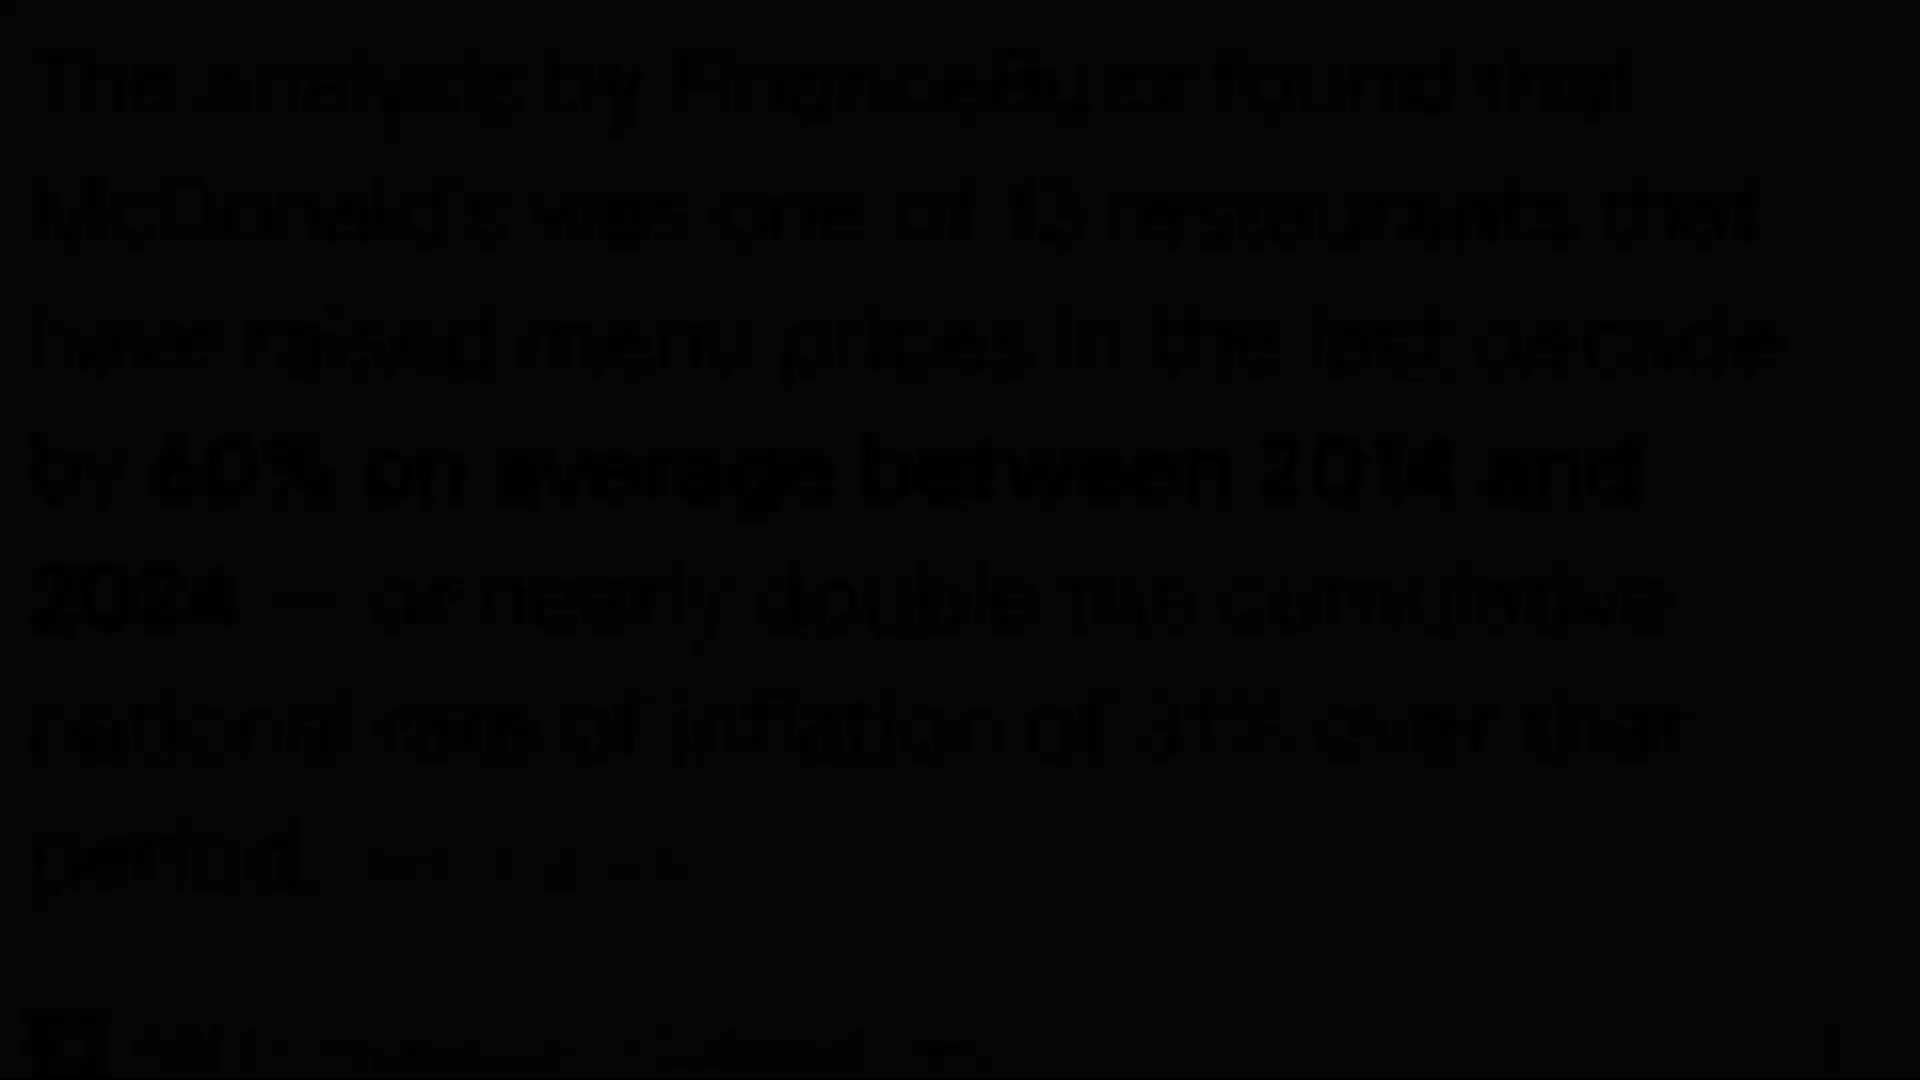 The analysis by FinanceBuzz found that
McDonald's was one of 13 restaurants that
have raised menu prices in the last decade
by 60% on average between 2014 and
2024 — or nearly double the cumulative
national rate of inflation of 31% over that
period.